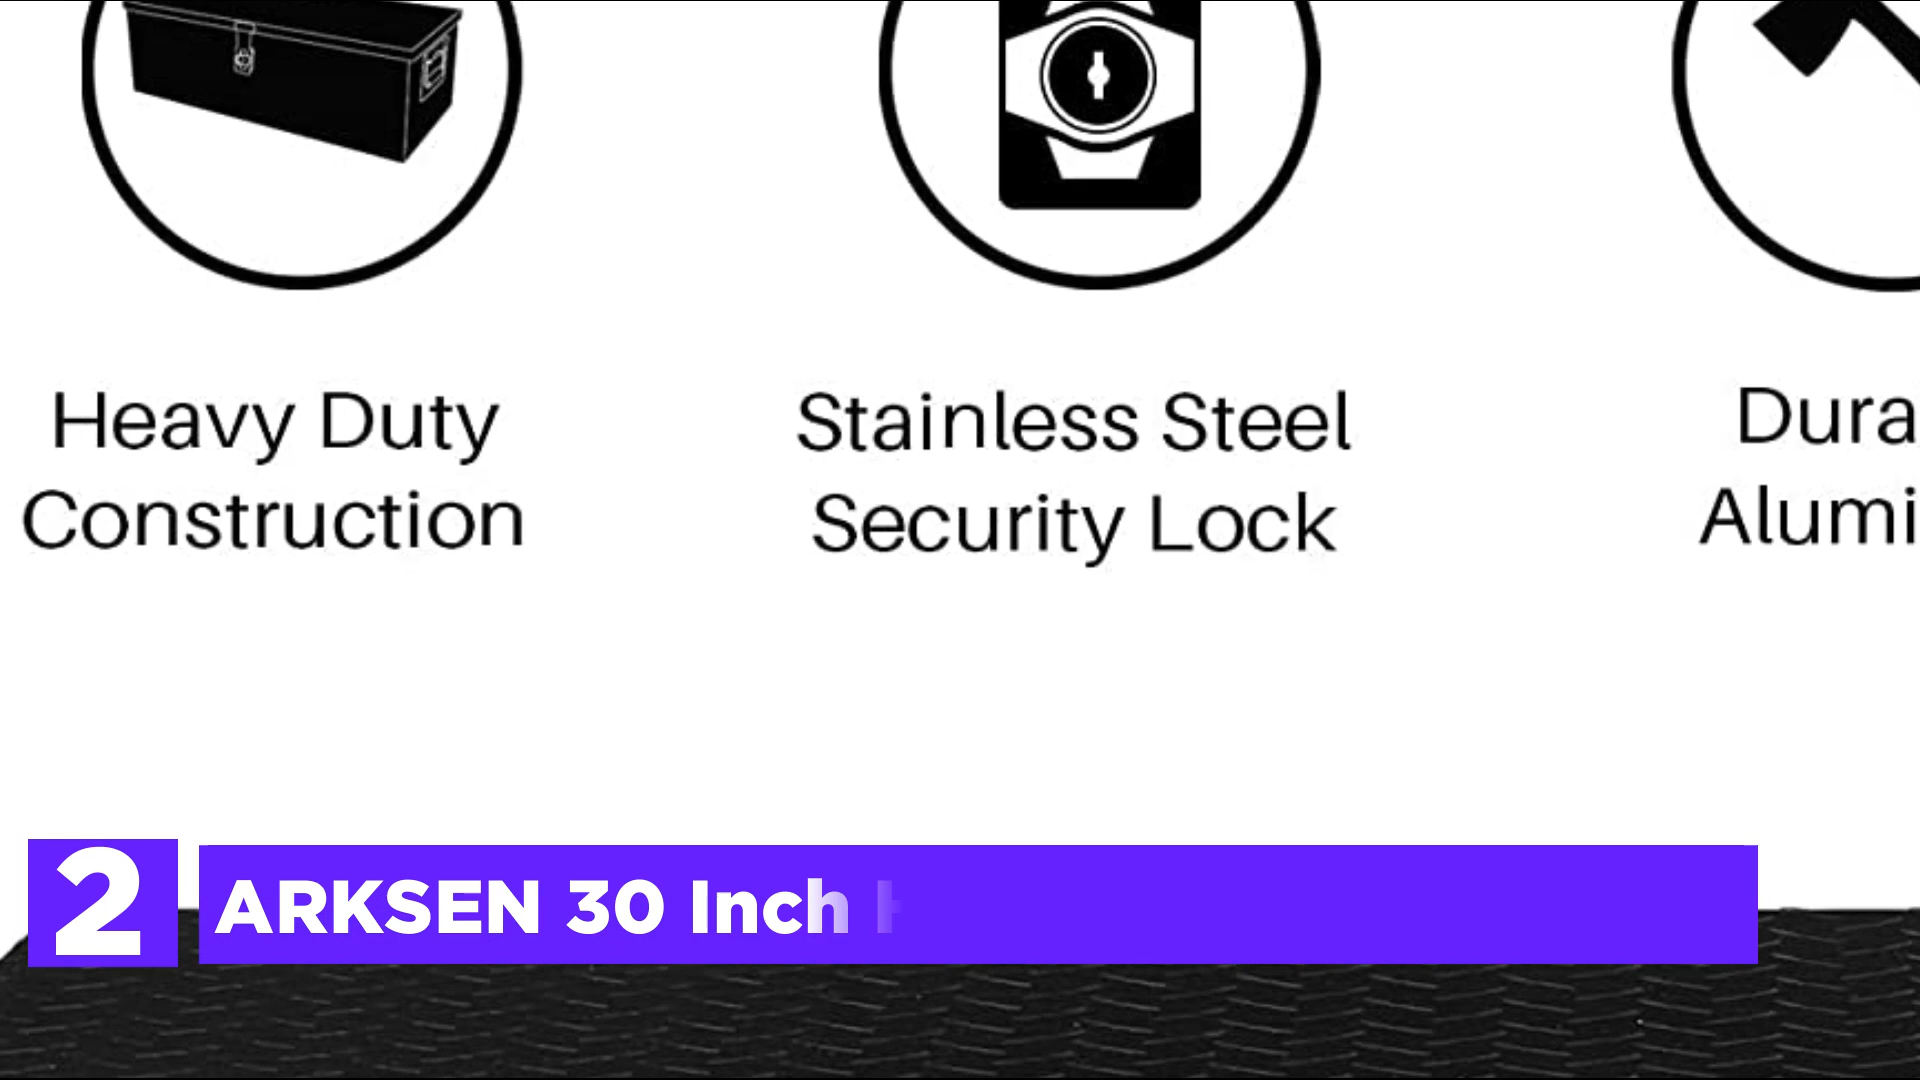 Heavy Duty
Construction
Stainless Steel
Security Lock
Dura
Alumi
2
ARKSEN 30 Inch